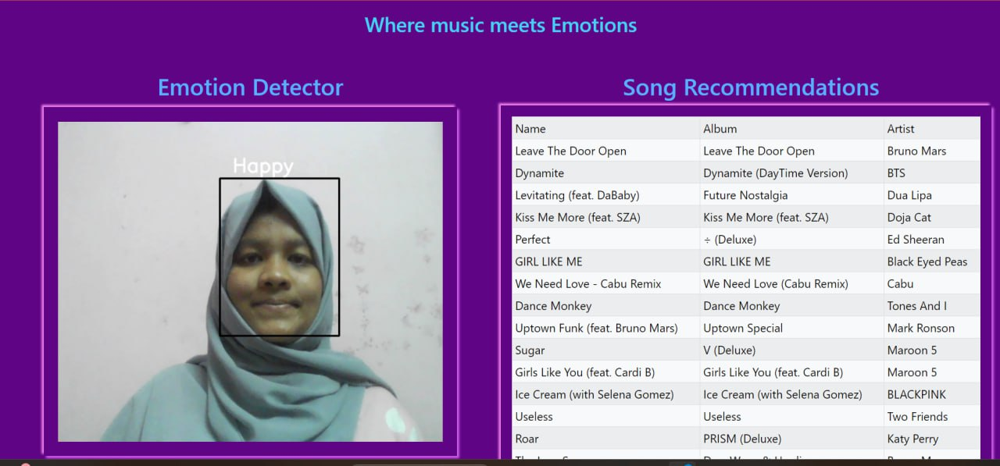 Where music meets Emotions
Emotion Detector
Happy
Song Recommendations
Name Album Artist
Leave The Door Open Leave The Door Open Bruno Mars
Dynamite Dynamite (DayTime Version) BTS
Levitating (feat. DaBaby) Future Nostalgia Dua Lipa
Kiss Me More (feat. SZA) Kiss Me More (feat. SZA) Doja Cat
Perfect ÷ (Deluxe) Ed Sheeran
GIRL LIKE ME GIRL LIKE ME Black Eyed Peas
We Need Love - Cabu Remix We Need Love (Cabu Remix) Cabu
Dance Monkey Dance Monkey Tones And I
Uptown Funk (feat. Bruno Mars) Uptown Special Mark Ronson
Sugar V (Deluxe) Maroon 5
Girls Like You (feat. Cardi B) Girls Like You (feat. Cardi B) Maroon 5
Ice Cream (with Selena Gomez) Ice Cream (with Selena Gomez) BLACKPINK
Useless Useless Two Friends
Roar PRISM (Deluxe) Katy Perry